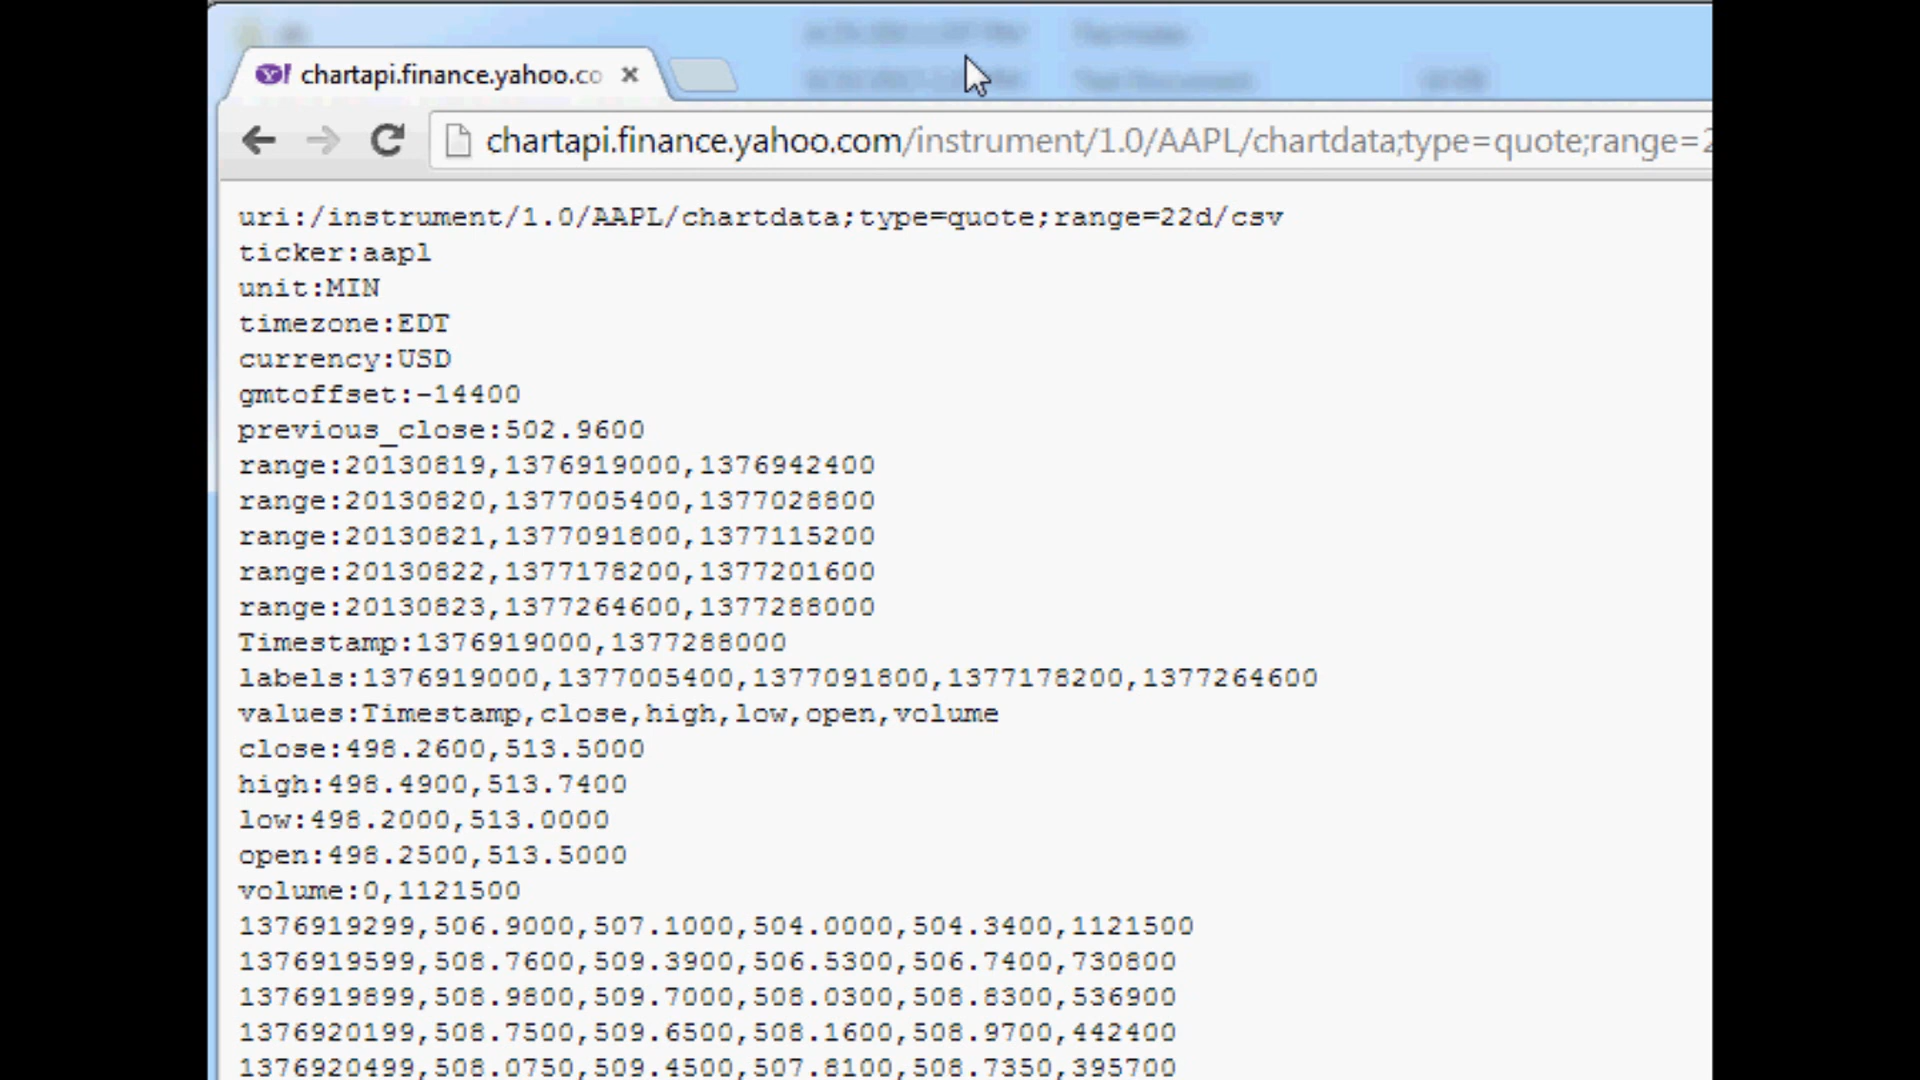 chartapi.finance.yahoo.co
chartapi.finance.yahoo.com/instrument/1.0/AAPL/chartdata;type=quote;range=2
uri:/instrument/1.0/AAPL/chartdata;type=quote;range=22d/csv
ticker:aapl
unit:MIN
timezone:EDT
currency:USD
gmtoffset:-14400
previous_close:502.9600
range:20130819,1376919000,1376942400
range:20130820,1377005400,1377028800
range:20130821,1377091800,1377115200
range:20130822,1377178200,1377201600
range:20130823,1377264600,1377288000
Timestamp:1376919000,1377288000
labels:1376919000,1377005400,1377091800,1377178200,1377264600
values:Timestamp,close,high,low,open,volume
close:498.2600,513.5000
high:498.4900,513.7400
low:498.2000,513.0000
open:498.2500,513.5000
volume:0,1121500
1376919299,506.9000,507.1000,504.0000,504.3400,1121500
1376919599,508.7600,509.3900,506.5300,506.7400,730800
1376919899,508.9800,509.7000,508.0300,508.8300,536900
1376920199,508.7500,509.6500,508.1600,508.9700,442400
1376920499,508.0750,509.4500,507.8100,508.7350,395700